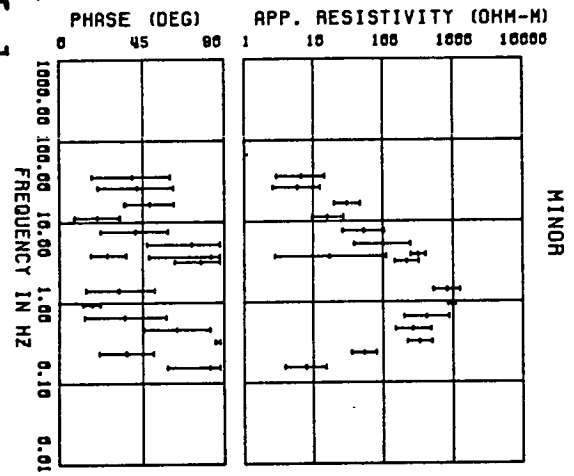 PHASE (DEG)
0 45 90
APP. RESISTIVITY (OHM-M)
1 10 100 1000 10000
1000.00
100.00
10.00
1.00
0.10
0.01
FREQUENCY IN HZ
MINOR